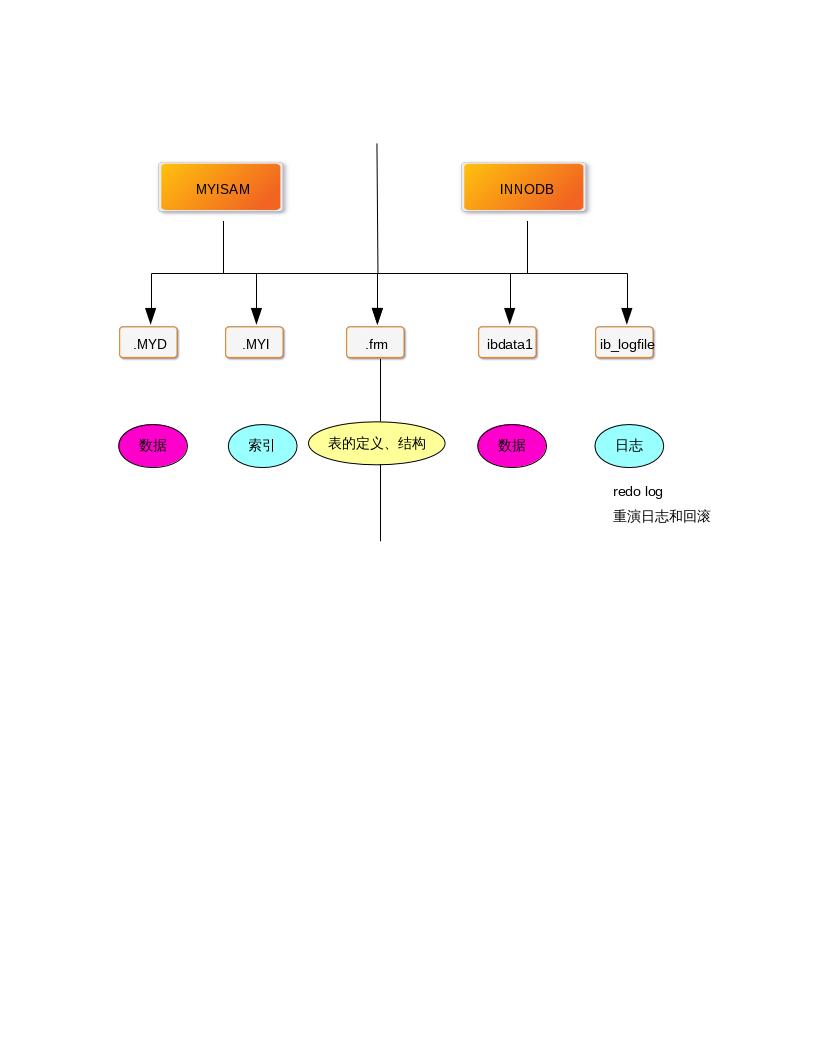 MYISAM
INNODB
.MYD
.MYI
.frm
ibdata1
ib_logfile
数据
索引
表的定义、结构
数据
日志
redo log
重演日志和回滚